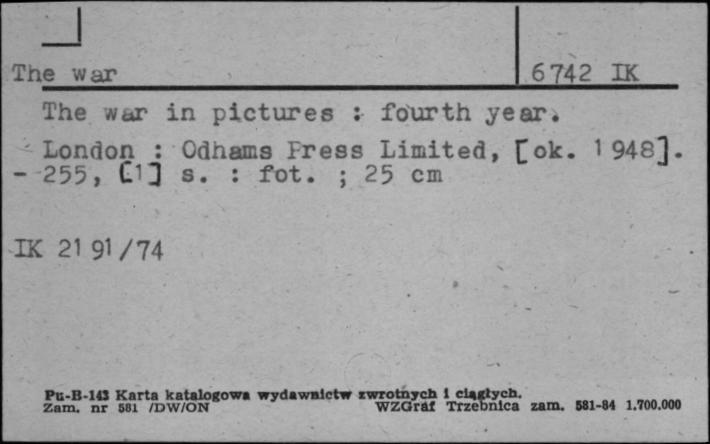 The war
6742 IK
The war in pictures : fourth year.
London : Odhams Press Limited, [ok. 1948].
- 255, [1] s. : fot. ; 25 cm
IK 2191/74
Pu-B-143 Karta katalogowa wydawnictw zwrotnych i ciągłych.
Zam. nr 581 /DW/ON WZGraf Trzebnica zam. 581-84 1.700.000